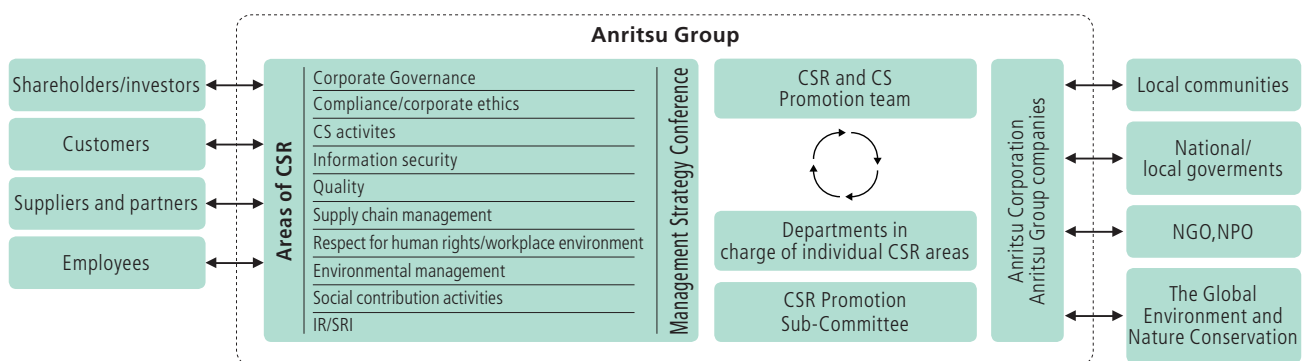 Anritsu Group
Shareholders/investors
Customers
Suppliers and partners
Employees
Areas of CSR
Corporate Governance
Compliance/corporate ethics
CS activites
Information security
Quality
Supply chain management
Respect for human rights/workplace environment
Environmental management
Social contribution activities
IR/SRI
Management Strategy Conference
CSR and CS
Promotion team
Departments in
charge of individual CSR areas
CSR Promotion
Sub-Committee
Anritsu Corporation
Anritsu Group companies
Local communities
National/
local goverments
NGO,NPO
The Global
Environment and
Nature Conservation